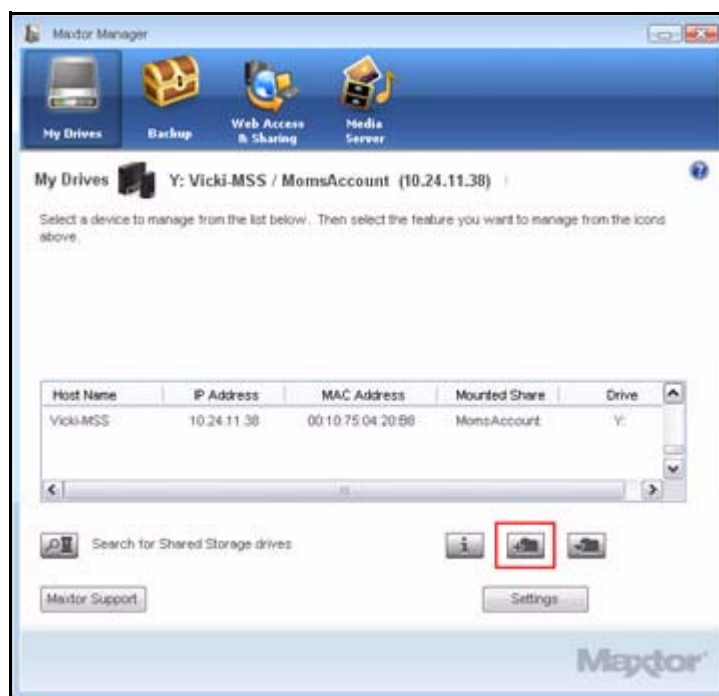 Maxtor Manager
My Drives
Backup
Web Access & Sharing
Media Server
My Drives
Y: Vicki-MSS / MomsAccount (10.24.11.38)
Select a device to manage from the list below. Then select the feature you want to manage from the icons
above.
Host Name IP Address MAC Address Mounted Share Drive
Vicki-MSS 10.24.11.38 00:10:75:04:20:B8 MomsAccount Y:
Search for Shared Storage drives
Maxtor Support
Settings
Maxtor